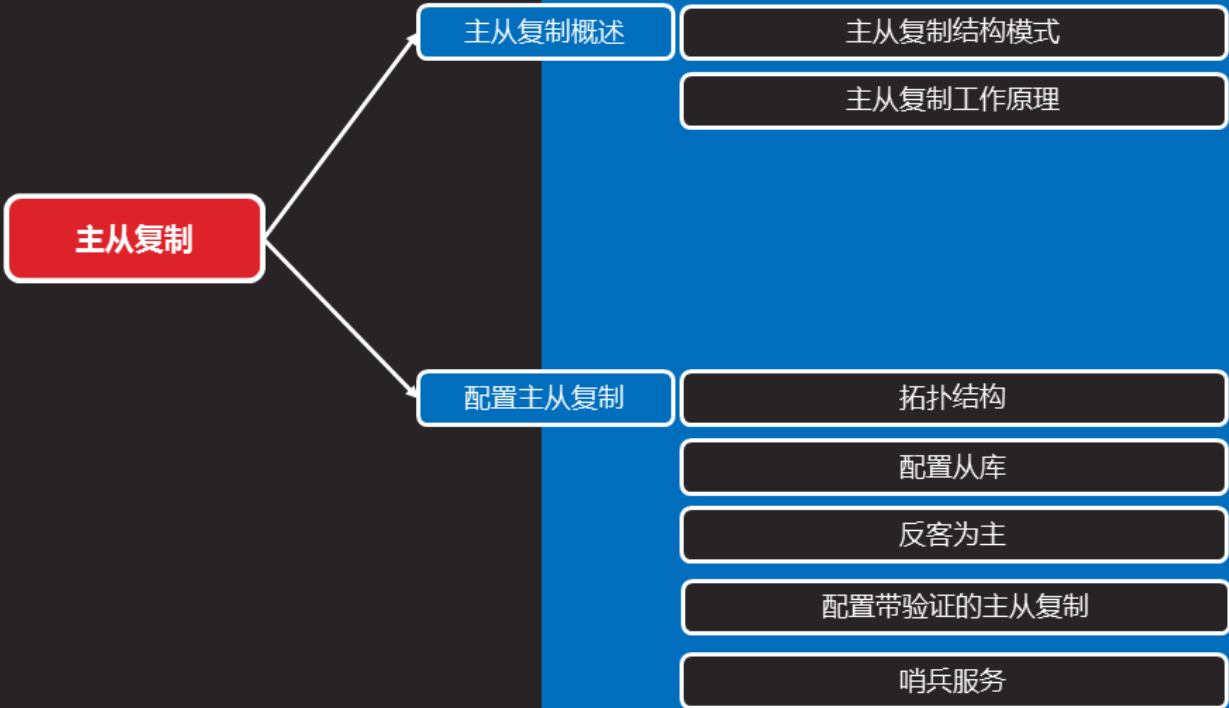 主从复制
主从复制概述
主从复制结构模式
主从复制工作原理
配置主从复制
拓扑结构
配置从库
反客为主
配置带验证的主从复制
哨兵服务